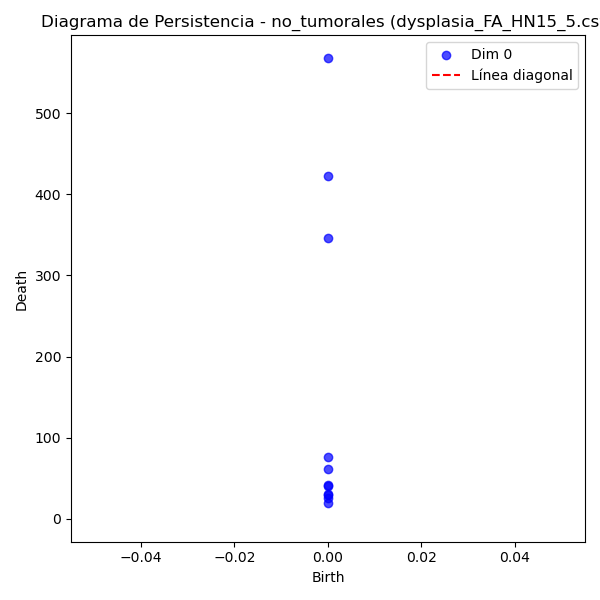 Diagrama de Persistencia - no_tumorales (dysplasia_FA_HN15_5.cs
Dim 0
Línea diagonal
500
400
300
200
100
0
Death
−0.04
−0.02
0.00
0.02
0.04
Birth